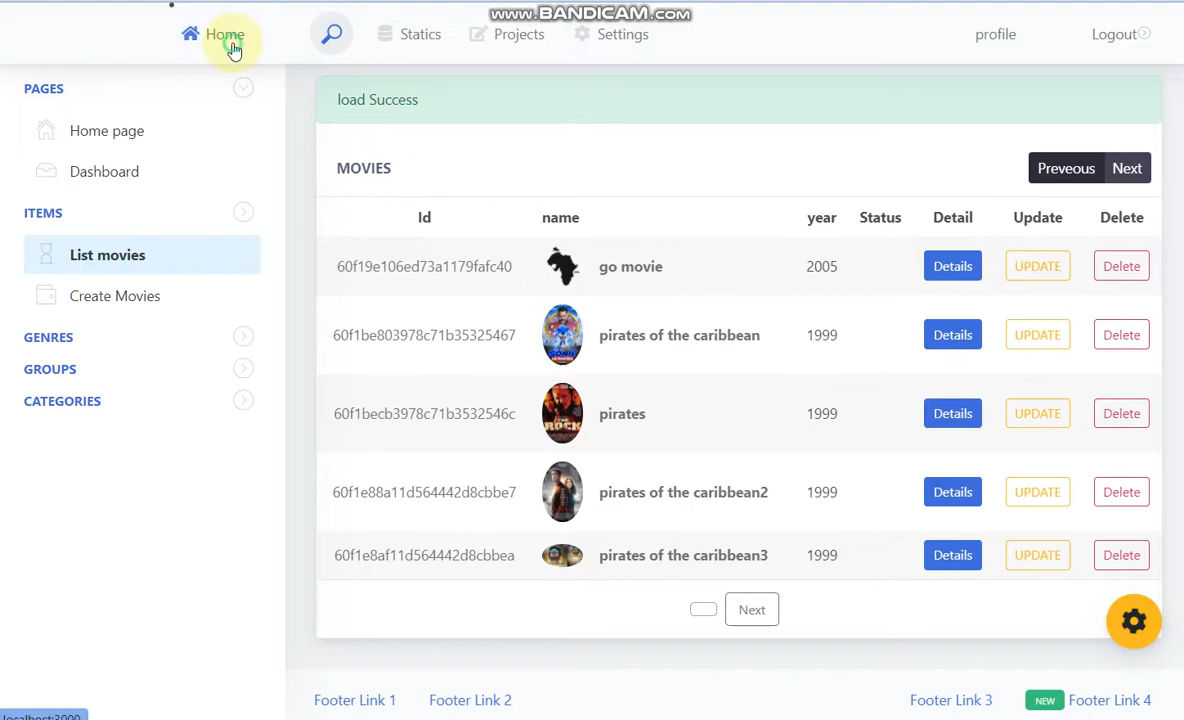 www.BANDICAM.com
Home Statics Projects Settings profile Logout
PAGES
Home page
Dashboard
ITEMS
List movies
Create Movies
GENRES
GROUPS
CATEGORIES
load Success
MOVIES Preveous Next
Id name year Status Detail Update Delete
60f19e106ed73a1179fafc40 go movie 2005 Details UPDATE Delete
60f1be803978c71b35325467 pirates of the caribbean 1999 Details UPDATE Delete
60f1becb3978c71b3532546c pirates 1999 Details UPDATE Delete
60f1e88a11d564442d8cbbe7 pirates of the caribbean2 1999 Details UPDATE Delete
60f1e8af11d564442d8cbbea pirates of the caribbean3 1999 Details UPDATE Delete
Next
Footer Link 1 Footer Link 2 Footer Link 3 NEW Footer Link 4
localhost:3000